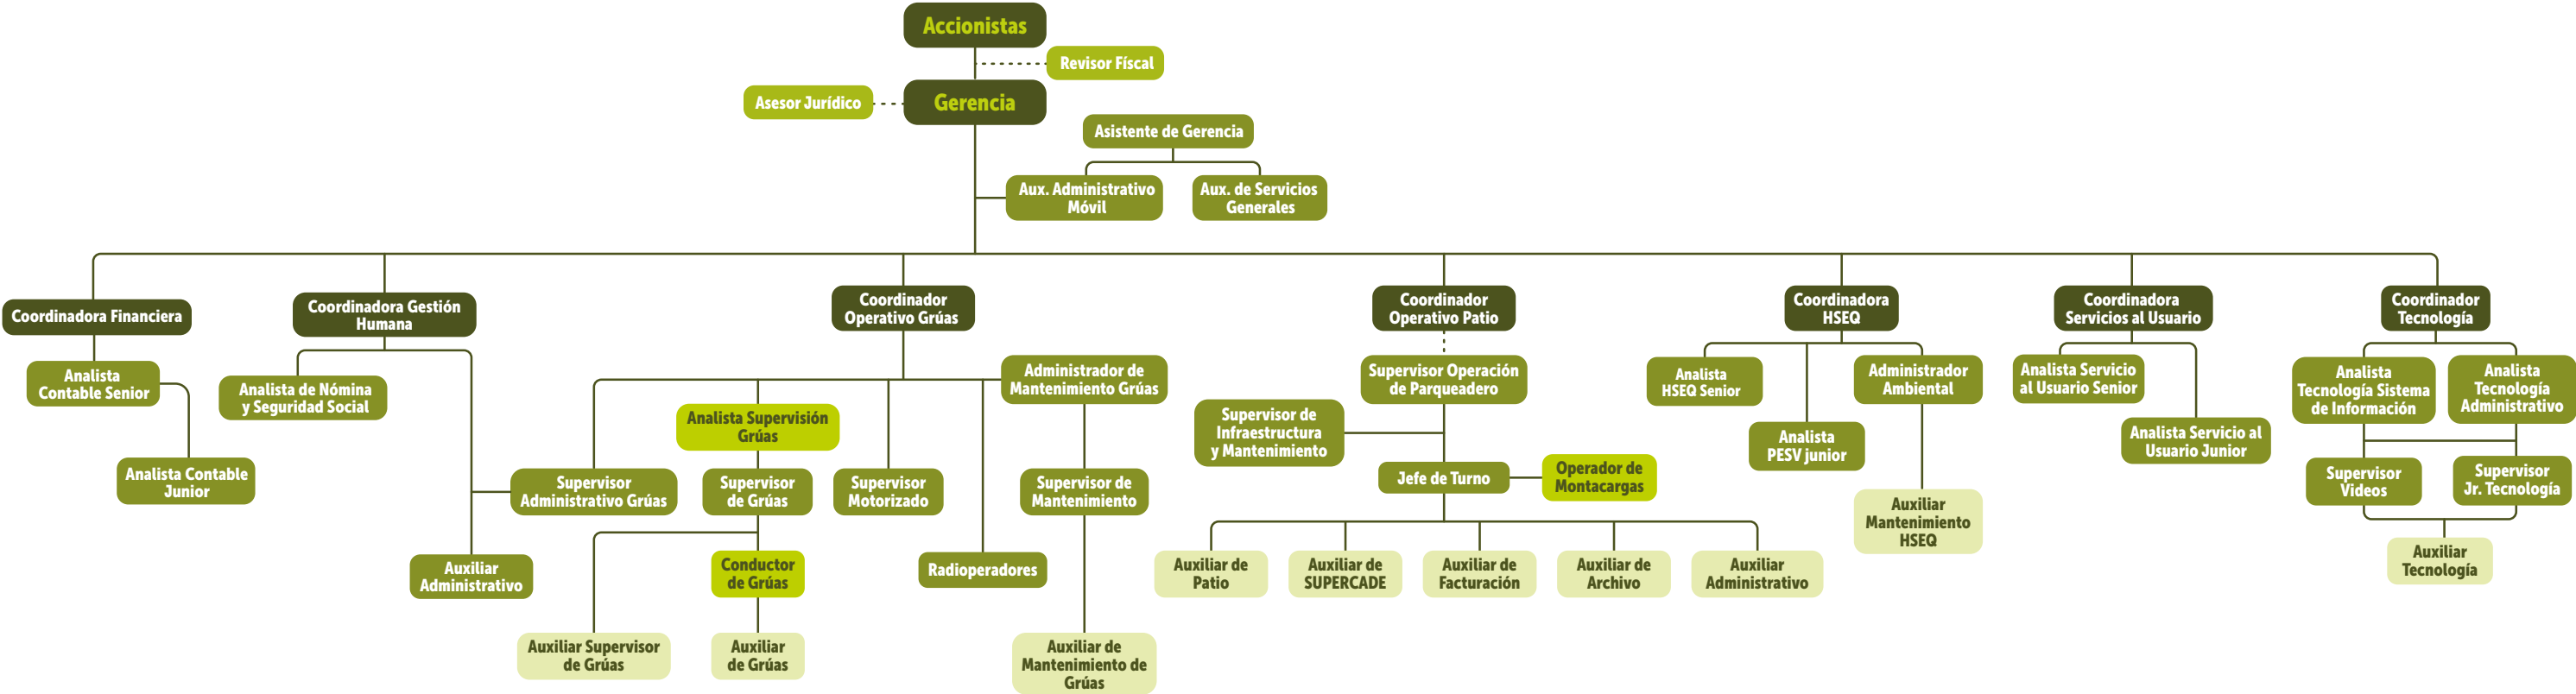 Accionistas
Revisor Físcal
Asesor Jurídico
Gerencia
Asistente de Gerencia
Aux. Administrativo
Móvil
Aux. de Servicios
Generales
Coordinadora Financiera
Coordinadora Gestión
Humana
Coordinador
Operativo Grúas
Coordinador
Operativo Patio
Coordinadora
HSEQ
Coordinadora
Servicios al Usuario
Coordinador
Tecnología
Analista
Contable Senior
Analista Contable
Junior
Analista de Nómina
y Seguridad Social
Auxiliar
Administrativo
Administrador de
Mantenimiento Grúas
Analista Supervisión
Grúas
Supervisor
Administrativo Grúas
Supervisor
de Grúas
Supervisor
Motorizado
Supervisor de
Mantenimiento
Conductor
de Grúas
Radioperadores
Auxiliar Supervisor
de Grúas
Auxiliar
de Grúas
Auxiliar de
Mantenimiento de
Grúas
Supervisor Operación
de Parqueadero
Supervisor de
Infraestructura
y Mantenimiento
Jefe de Turno
Operador de
Montacargas
Auxiliar de
Patio
Auxiliar de
SUPERCADE
Auxiliar de
Facturación
Auxiliar de
Archivo
Auxiliar
Administrativo
Analista
HSEQ Senior
Administrador
Ambiental
Analista
PESV junior
Auxiliar
Mantenimiento
HSEQ
Analista Servicio
al Usuario Senior
Analista Servicio al
Usuario Junior
Analista
Tecnología Sistema
de Información
Analista
Tecnología
Administrativo
Supervisor
Videos
Supervisor
Jr. Tecnología
Auxiliar
Tecnología